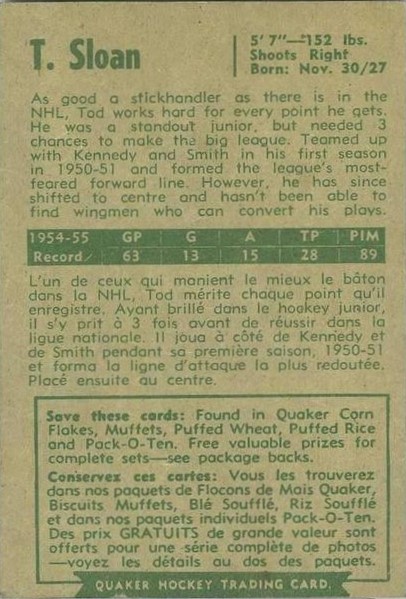 T. Sloan
5' 7"—152 lbs.
Shoots Right
Born: Nov. 30/27
As good a stickhandler as there is in the
NHL, Tod works hard for every point he gets.
He was a standout junior, but needed 3
chances to make the big league. Teamed up
with Kennedy and Smith in his first season
in 1950-51 and formed the league's most-
feared forward line. However, he has since
shifted to centre and hasn't been able to
find wingmen who can convert his plays.
1954-55 GP G A TP PIM
Record 63 13 15 28 89
L'un de ceux qui manient le mieux le bâton
dans la NHL, Tod mérite chaque point qu'il
enregistre. Ayant brillé dans le hockey junior,
il s'y prit à 3 fois avant de réussir dans la
ligue nationale. Il joua à côté de Kennedy et
de Smith pendant sa première saison, 1950-51
et forma la ligne d'attaque la plus redoutée.
Placé ensuite au centre.
Save these cards: Found in Quaker Corn
Flakes, Muffets, Puffed Wheat, Puffed Rice
and Pack-O-Ten. Free valuable prizes for
complete sets—see package backs.
Conservez ces cartes: Vous les trouverez
dans nos paquets de Flocons de Mais Quaker,
Biscuits Muffets, Blé Soufflé, Riz Soufflé
et dans nos paquets individuels Pack-O-Ten.
Des prix GRATUITS de grande valeur sont
offerts pour une série complète de photos
—voyez les détails au dos des paquets.
QUAKER HOCKEY TRADING CARD.